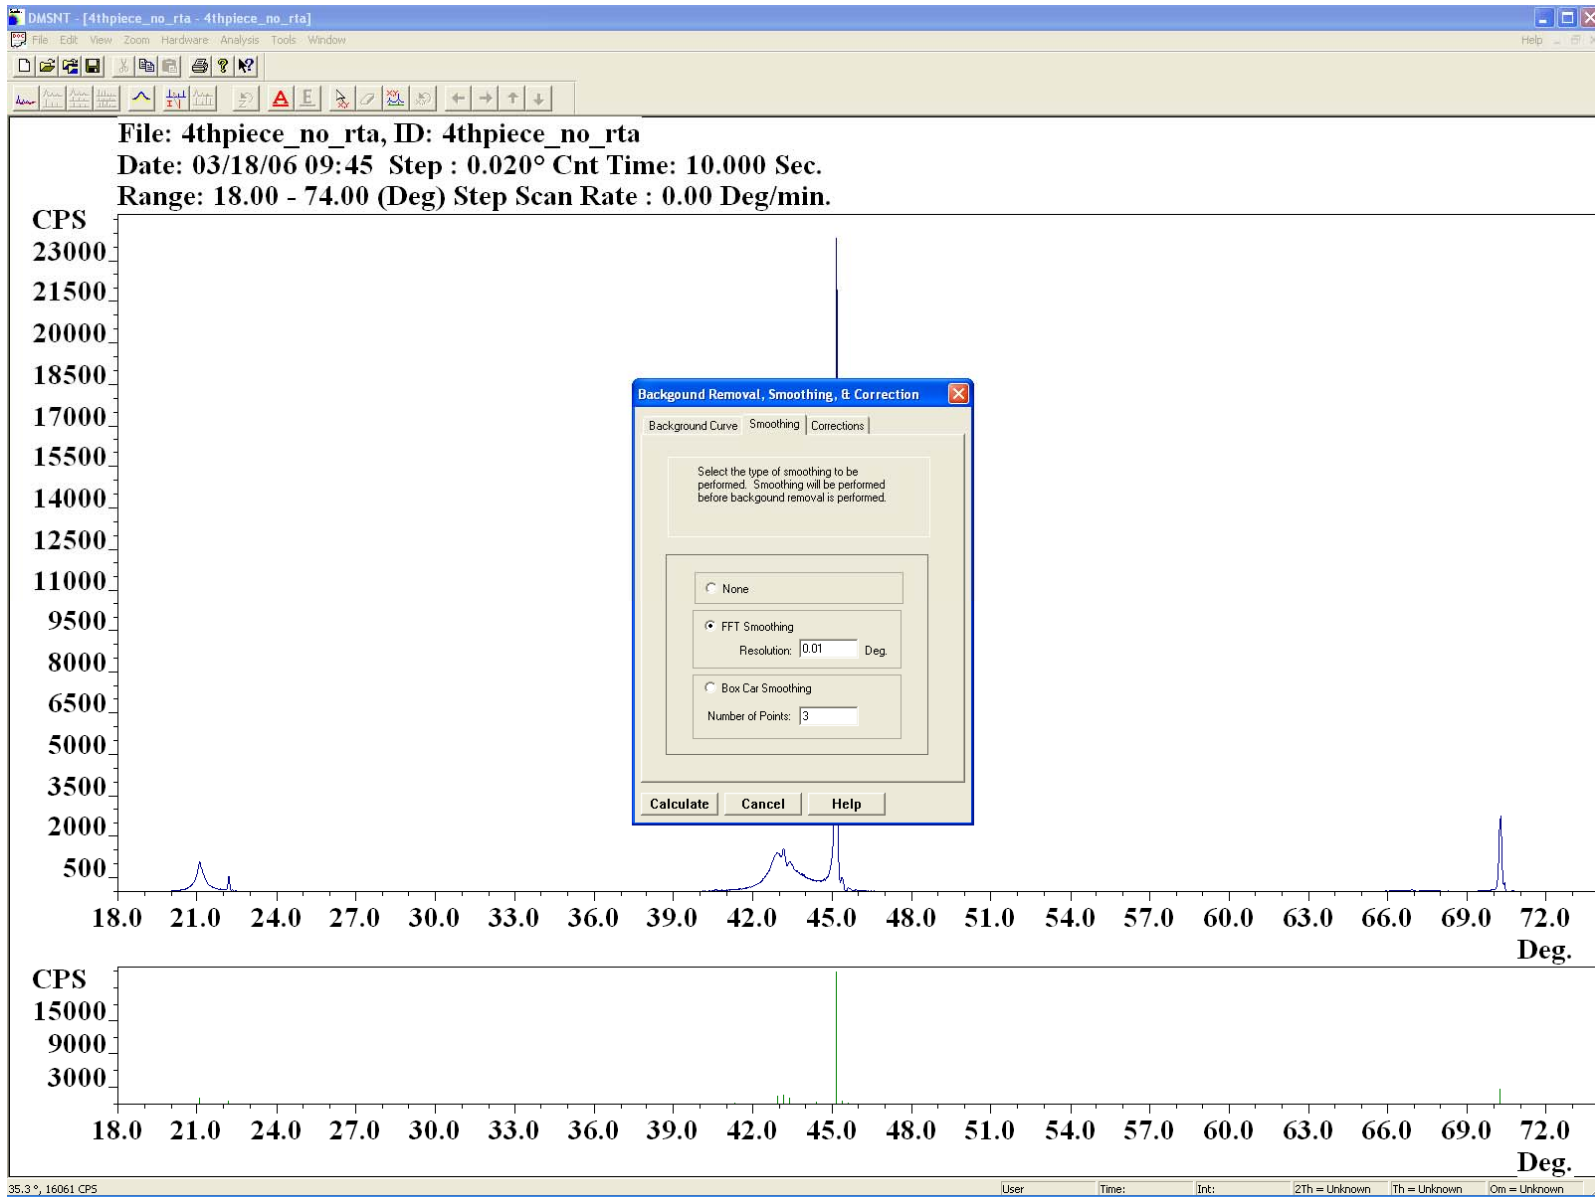 DMSNT - [4thpiece_no_rta - 4thpiece_no_rta]
File Edit View Zoom Hardware Analysis Tools Window Help
File: 4thpiece_no_rta, ID: 4thpiece_no_rta
Date: 03/18/06 09:45 Step : 0.020° Cnt Time: 10.000 Sec.
Range: 18.00 - 74.00 (Deg) Step Scan Rate : 0.00 Deg/min.
CPS
23000
21500
20000
18500
17000
15500
14000
12500
11000
9500
8000
6500
5000
3500
2000
500
18.0 21.0 24.0 27.0 30.0 33.0 36.0 39.0 42.0 45.0 48.0 51.0 54.0 57.0 60.0 63.0 66.0 69.0 72.0
Deg.
Backgound Removal, Smoothing, & Correction
Background Curve Smoothing Corrections
Select the type of smoothing to be
performed. Smoothing will be performed
before backgound removal is performed.
None
FFT Smoothing
Resolution: 0.01 Deg.
Box Car Smoothing
Number of Points: 3
Calculate Cancel Help
CPS
15000
9000
3000
18.0 21.0 24.0 27.0 30.0 33.0 36.0 39.0 42.0 45.0 48.0 51.0 54.0 57.0 60.0 63.0 66.0 69.0 72.0
Deg.
35.3 °, 16061 CPS User Time: Int: 2Th = Unknown Th = Unknown Om = Unknown